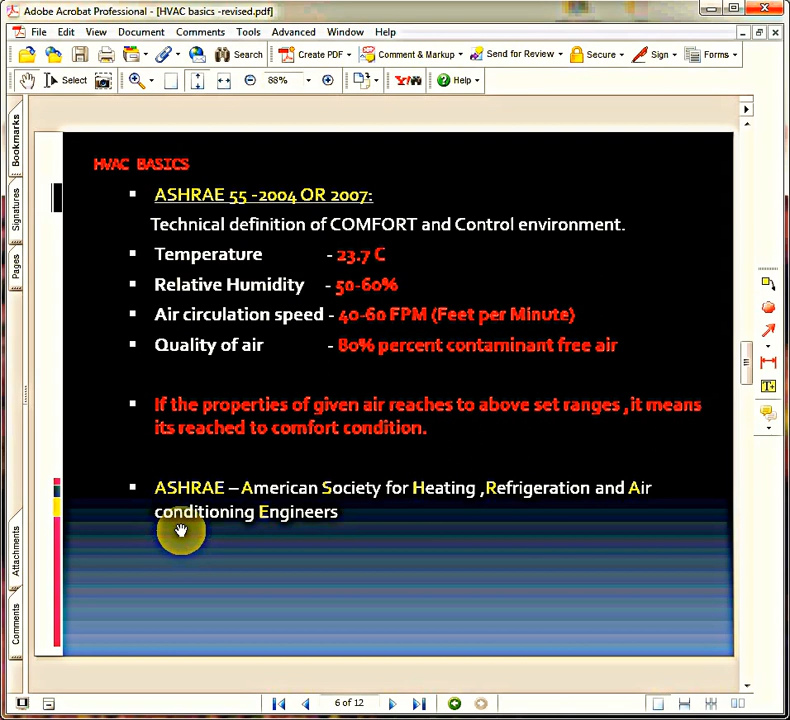 Adobe Acrobat Professional - [HVAC basics -revised.pdf]
File Edit View Document Comments Tools Advanced Window Help
Search Create PDF Comment & Markup Send for Review Secure Sign Forms
Select 88% Y! Help
Bookmarks
Signatures
Pages
Attachments
Comments
HVAC BASICS
ASHRAE 55 -2004 OR 2007:
Technical definition of COMFORT and Control environment.
Temperature - 23.7 C
Relative Humidity - 50-60%
Air circulation speed - 40-60 FPM (Feet per Minute)
Quality of air - 80% percent contaminant free air
If the properties of given air reaches to above set ranges ,it means
its reached to comfort condition.
ASHRAE – American Society for Heating ,Refrigeration and Air
conditioning Engineers
6 of 12